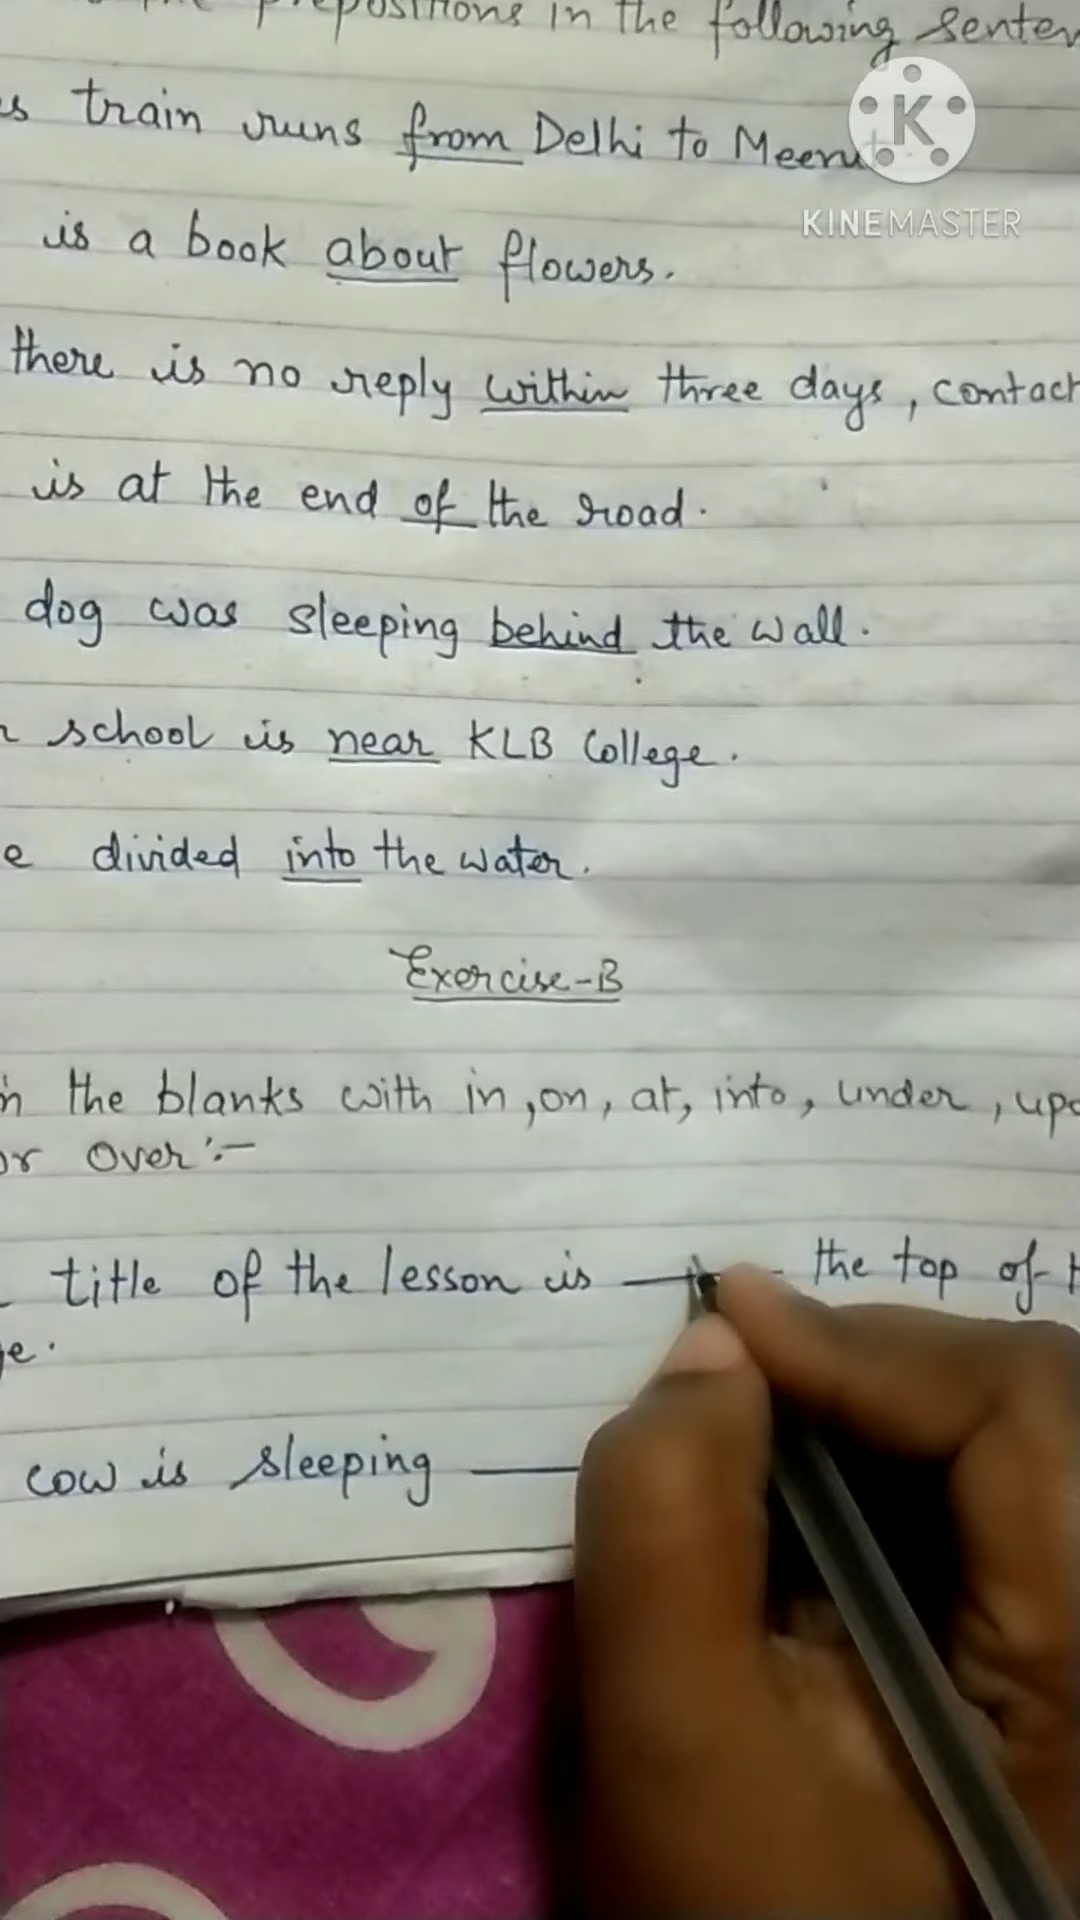 prepositions in the following
train runs from Delhi to Meerut
KINEMASTER
is a book about flowers.
there is no reply within three days, contact
is at the end of the road.
dog was sleeping behind the wall.
school is near KLB College.
divided into the water.
Exercise-B
the blanks with in, on, at, into, under,
or over :-
title of the lesson is — the top of
cow is sleeping —